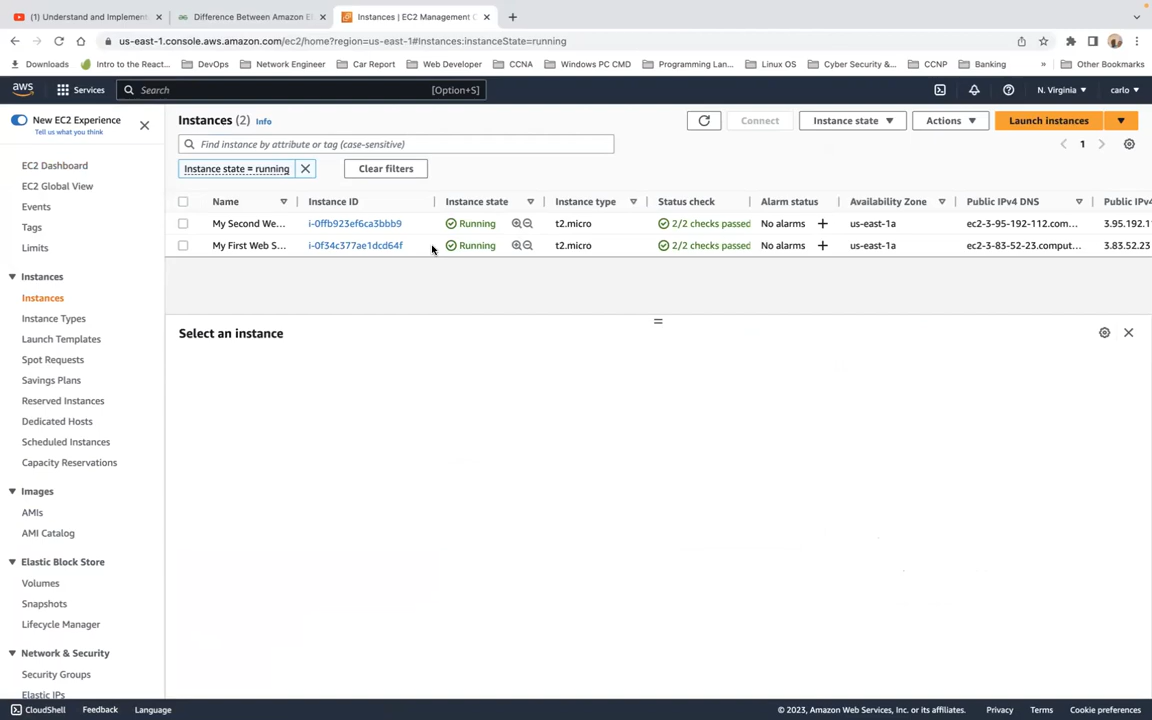 (1) Understand and Implement
Difference Between Amazon E
Instances | EC2 Management C
us-east-1.console.aws.amazon.com/ec2/home?region=us-east-1#Instances:instanceState=running
Downloads
Intro to the React...
DevOps
Network Engineer
Car Report
Web Developer
CCNA
Windows PC CMD
Programming Lan...
Linux OS
Cyber Security &...
CCNP
Banking
»
Other Bookmarks
aws
Services
Search
[Option+S]
N. Virginia
carlo
New EC2 Experience
Tell us what you think
EC2 Dashboard
EC2 Global View
Events
Tags
Limits
Instances
Instances
Instance Types
Launch Templates
Spot Requests
Savings Plans
Reserved Instances
Dedicated Hosts
Scheduled Instances
Capacity Reservations
Images
AMIs
AMI Catalog
Elastic Block Store
Volumes
Snapshots
Lifecycle Manager
Network & Security
Security Groups
Elastic IPs
Instances (2) Info
Connect
Instance state
Actions
Launch instances
Find instance by attribute or tag (case-sensitive)
1
Instance state = running
Clear filters
Name Instance ID Instance state Instance type Status check Alarm status Availability Zone Public IPv4 DNS Public IPv
My Second We... i-0ffb923ef6ca3bbb9 Running t2.micro 2/2 checks passed No alarms + us-east-1a ec2-3-95-192-112.com... 3.95.192.1
My First Web S... i-0f34c377ae1dcd64f Running t2.micro 2/2 checks passed No alarms + us-east-1a ec2-3-83-52-23.comput... 3.83.52.23
Select an instance
CloudShell
Feedback
Language
© 2023, Amazon Web Services, Inc. or its affiliates.
Privacy
Terms
Cookie preferences